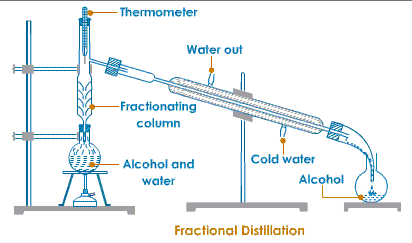 Thermometer
Water out
Fractionating
column
Alcohol and
water
Cold water
Alcohol
Fractional Distillation